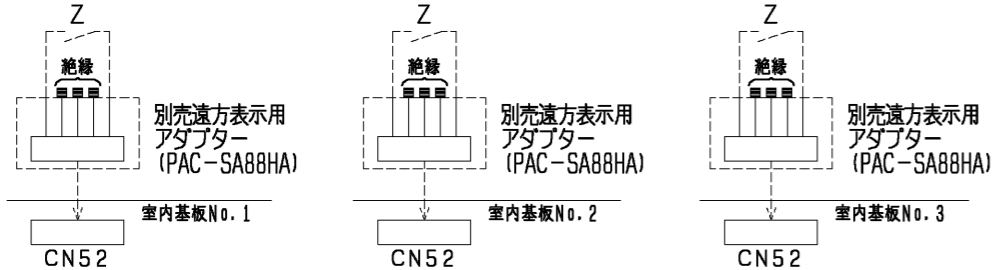 Z
絶縁
別売遠方表示用
アダプター
(PAC-SA88HA)
室内基板No.1
CN52
Z
絶縁
別売遠方表示用
アダプター
(PAC-SA88HA)
室内基板No.2
CN52
Z
絶縁
別売遠方表示用
アダプター
(PAC-SA88HA)
室内基板No.3
CN52